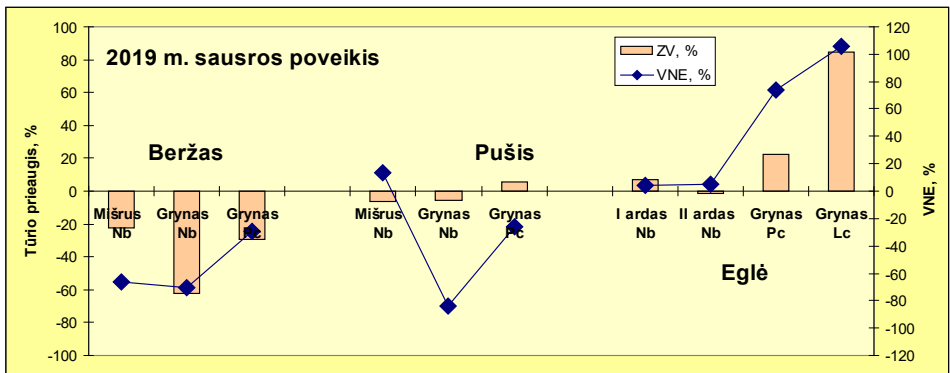 2019 m. sausros poveikis
ZV, %
VNE, %
Beržas
Pušis
Eglė
Tūrio prieaugis, %
100
80
60
40
20
0
-20
-40
-60
-80
-100
VNE, %
120
100
80
60
40
20
0
-20
-40
-60
-80
-100
-120
Mišrus Grynas Grynas
Nb Nb Pc
Mišrus Grynas Grynas
Nb Nb Pc
I ardas II ardas Grynas Grynas
Nb Nb Pc Lc